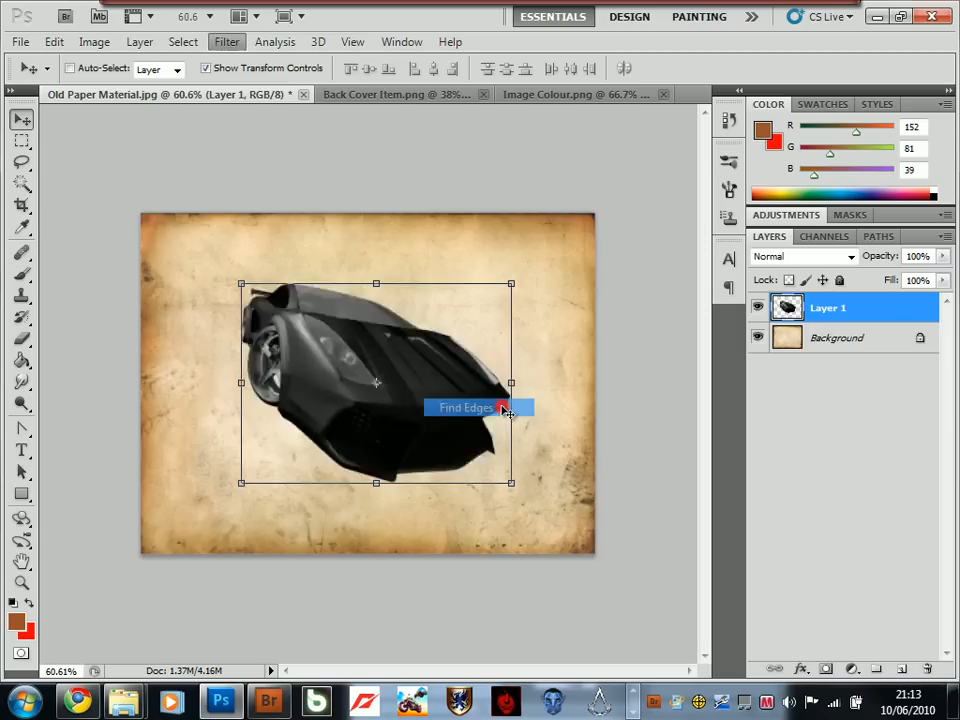 Ps
Br
Mb
60.6
ESSENTIALS
DESIGN
PAINTING
CS Live
File
Edit
Image
Layer
Select
Filter
Analysis
3D
View
Window
Help
Auto-Select:
Layer
Show Transform Controls
Old Paper Material.jpg @ 60.6% (Layer 1, RGB/8) *
Back Cover Item.png @ 38%...
Image Colour.png @ 66.7% ...
COLOR
SWATCHES
STYLES
R
152
G
81
B
39
ADJUSTMENTS
MASKS
LAYERS
CHANNELS
PATHS
Normal
Opacity:
100%
Lock:
Fill:
100%
Layer 1
Background
Find Edges
60.61%
Doc: 1.37M/4.16M
Ps
Br
21:13
10/06/2010